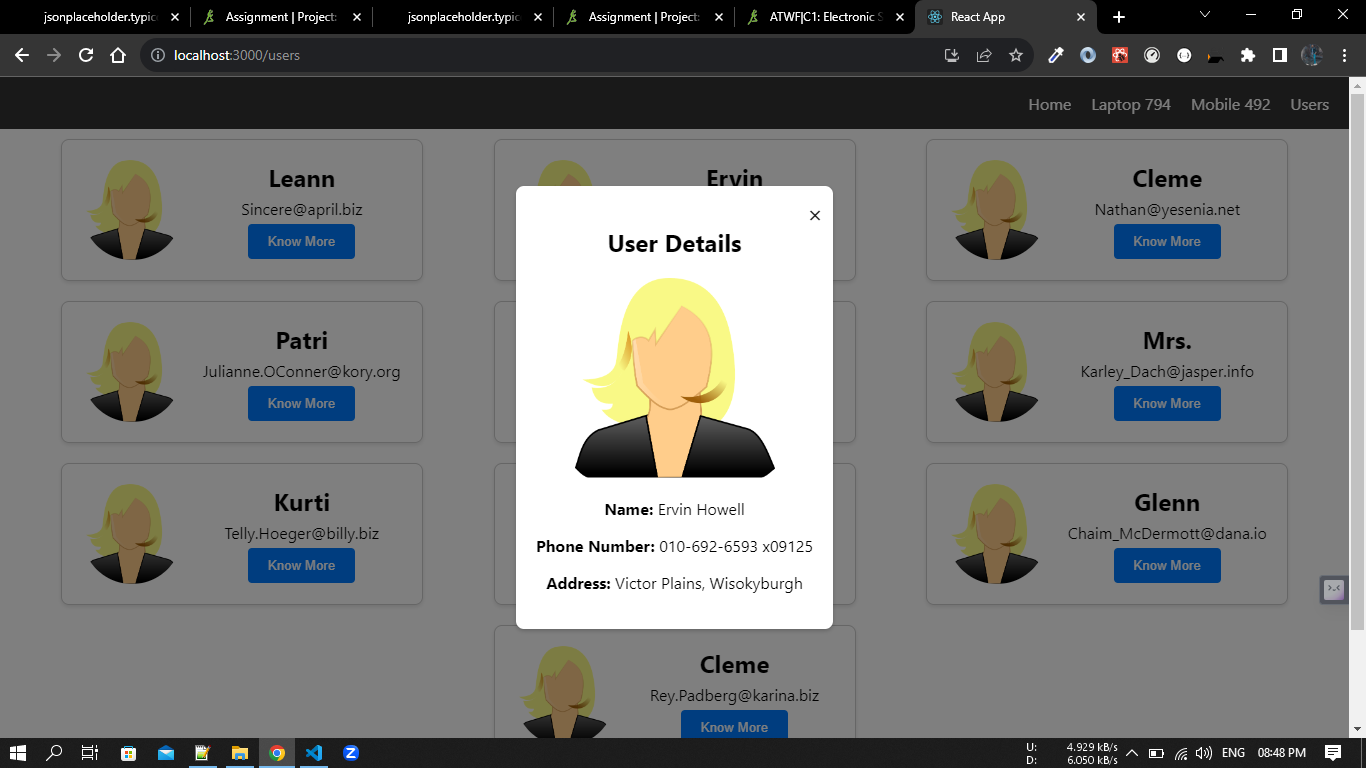 jsonplaceholder.typic
Assignment | Project:
jsonplaceholder.typic
Assignment | Project:
ATWF|C1: Electronic S
React App
localhost:3000/users
Home Laptop 794 Mobile 492 Users
Leann
Sincere@april.biz
Know More
Ervin
Cleme
Nathan@yesenia.net
Know More
Patri
Julianne.OConner@kory.org
Know More
Mrs.
Karley_Dach@jasper.info
Know More
Kurti
Telly.Hoeger@billy.biz
Know More
Glenn
Chaim_McDermott@dana.io
Know More
Cleme
Rey.Padberg@karina.biz
Know More
User Details
Name: Ervin Howell
Phone Number: 010-692-6593 x09125
Address: Victor Plains, Wisokyburgh
U: 4.929 kB/s
D: 6.050 kB/s
ENG
08:48 PM